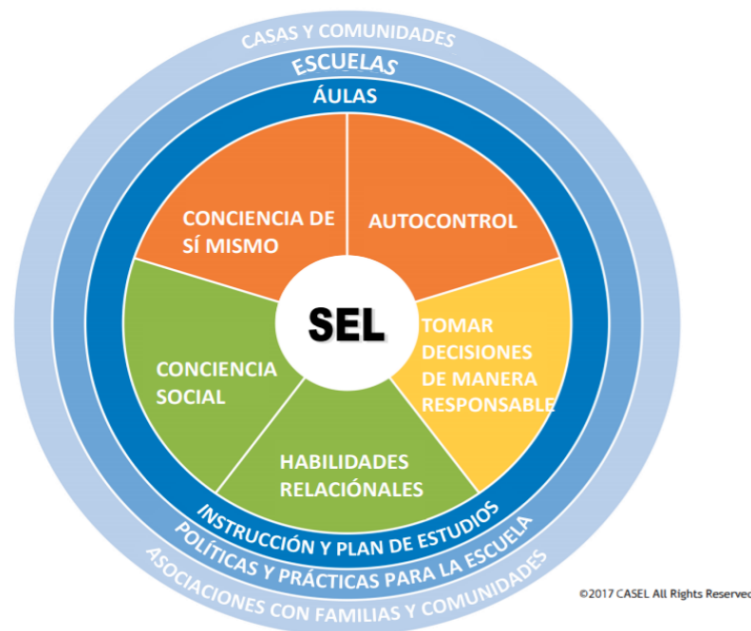 CASAS Y COMUNIDADES
ESCUELAS
ÁULAS
CONCIENCIA DE
SÍ MISMO
AUTOCONTROL
SEL
TOMAR
DECISIONES
DE MANERA
RESPONSABLE
CONCIENCIA
SOCIAL
HABILIDADES
RELACIÓNALES
INSTRUCCIÓN Y PLAN DE ESTUDIOS
POLÍTICAS Y PRÁCTICAS PARA LA ESCUELA
ASOCIACIONES CON FAMILIAS Y COMUNIDADES
©2017 CASEL All Rights Reserved